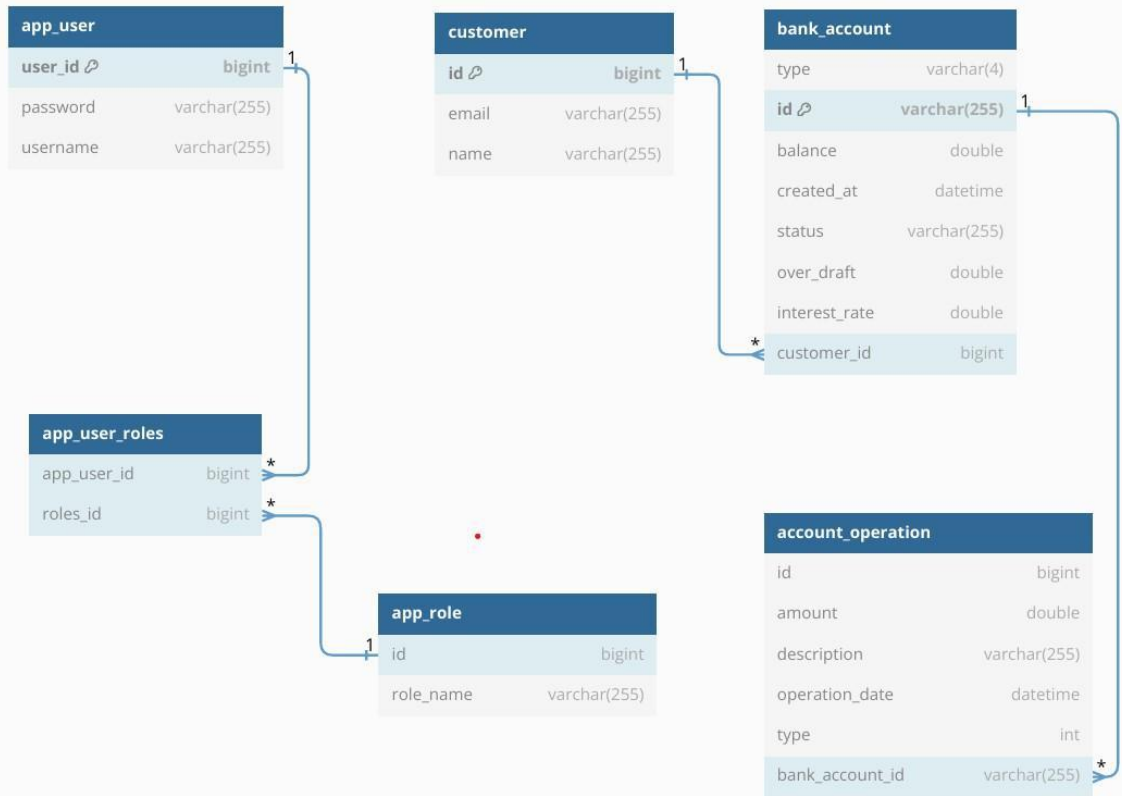 app_user
user_id bigint
password varchar(255)
username varchar(255)
1
customer
id bigint
email varchar(255)
name varchar(255)
1
bank_account
type varchar(4)
id varchar(255)
balance double
created_at datetime
status varchar(255)
over_draft double
interest_rate double
customer_id bigint
1
*
app_user_roles
app_user_id bigint
roles_id bigint
*
*
app_role
id bigint
role_name varchar(255)
1
account_operation
id bigint
amount double
description varchar(255)
operation_date datetime
type int
bank_account_id varchar(255)
*